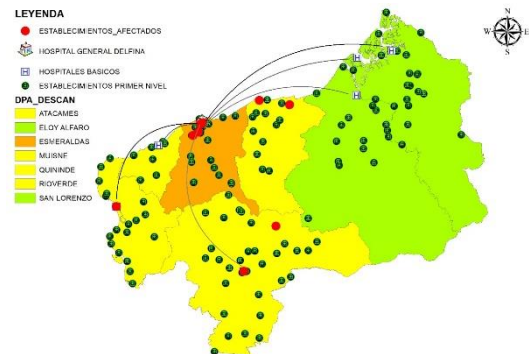 LEYENDA
ESTABLECIMIENTOS_AFECTADOS
HOSPITAL GENERAL DELFINA
HOSPITALES BASICOS
ESTABLECIMIENTOS PRIMER NIVEL
DPA_DESCAN
ATACAMES
ELOY ALFARO
ESMERALDAS
MUISNE
QUININDE
RIOVERDE
SAN LORENZO
N
W E
S
H
H
H
H